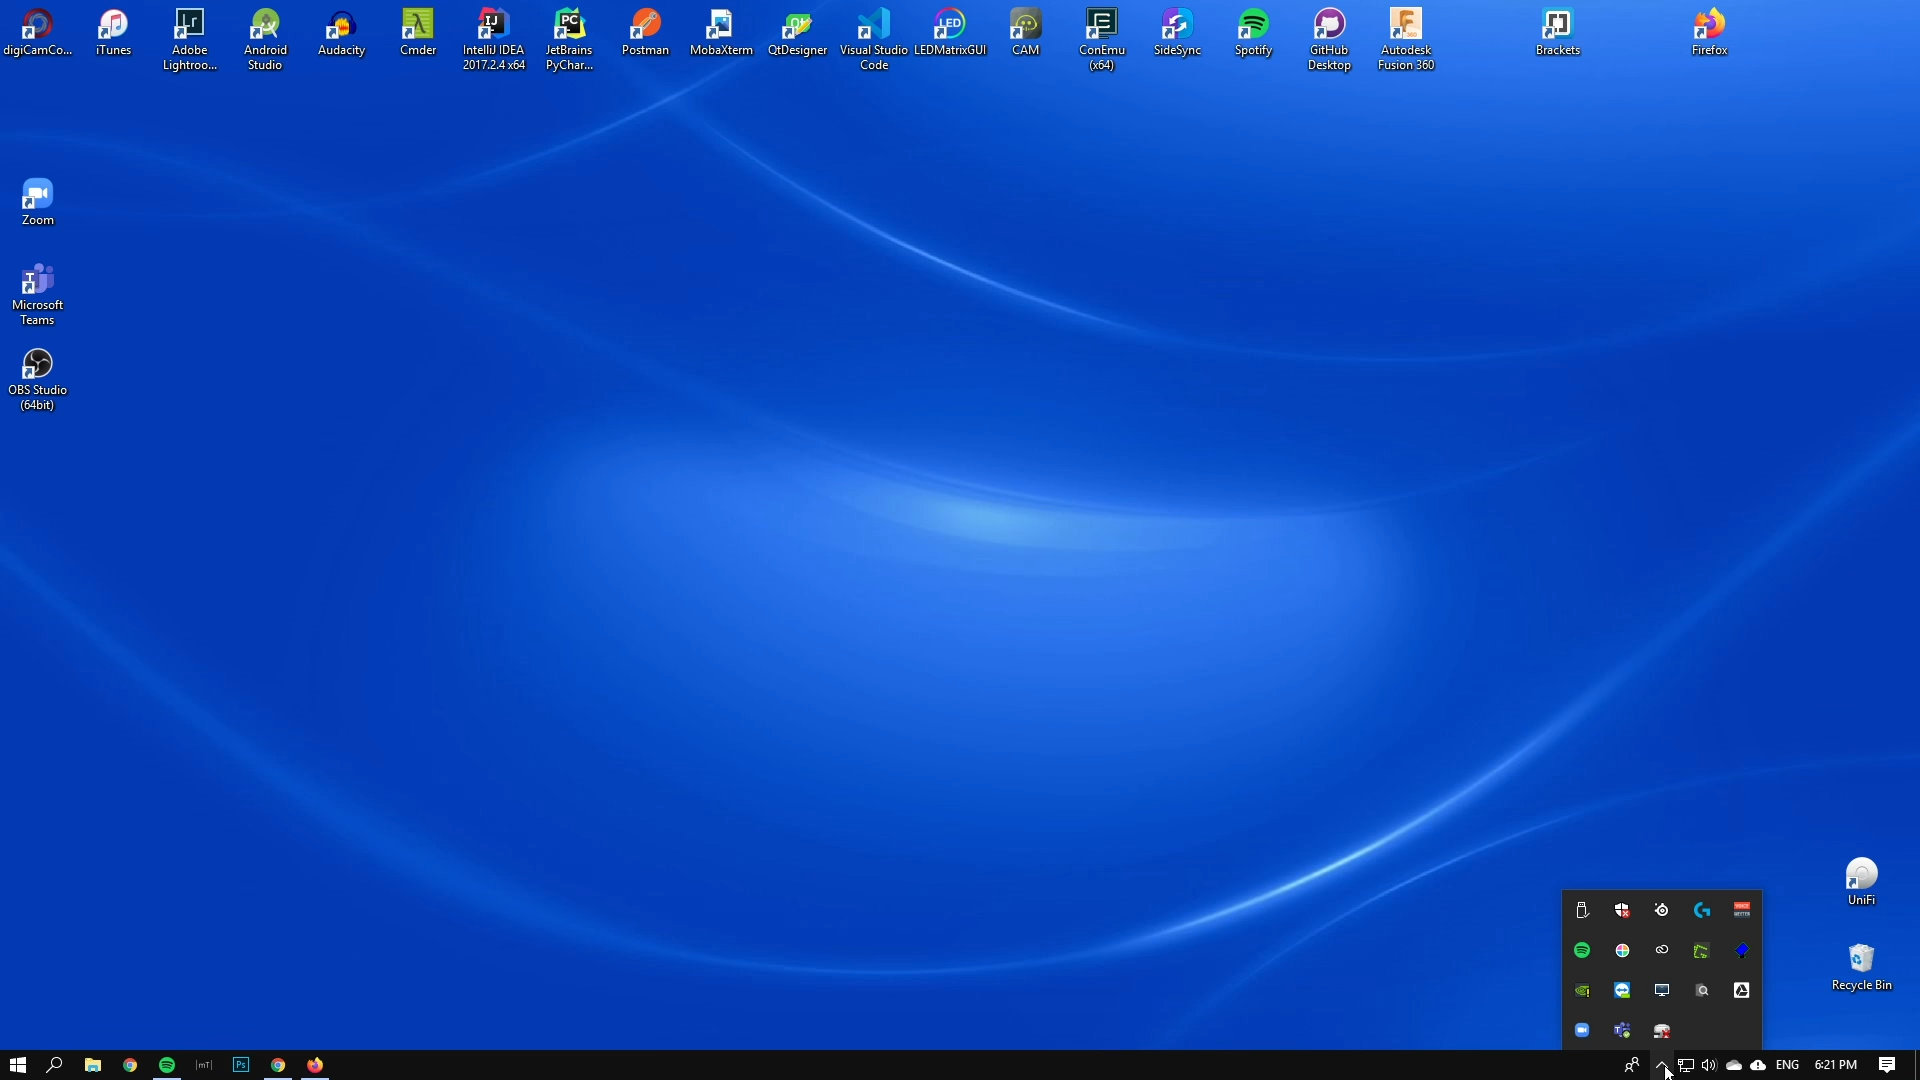 digiCamCo...
iTunes
Adobe
Lightroo...
Android
Studio
Audacity
Cmder
IntelliJ IDEA
2017.2.4 x64
JetBrains
PyChar...
Postman
MobaXterm
QtDesigner
Visual Studio
Code
LEDMatrixGUI
CAM
ConEmu
(x64)
SideSync
Spotify
GitHub
Desktop
Autodesk
Fusion 360
Brackets
Firefox
Zoom
Microsoft
Teams
OBS Studio
(64bit)
UniFi
Recycle Bin
ENG
6:21 PM